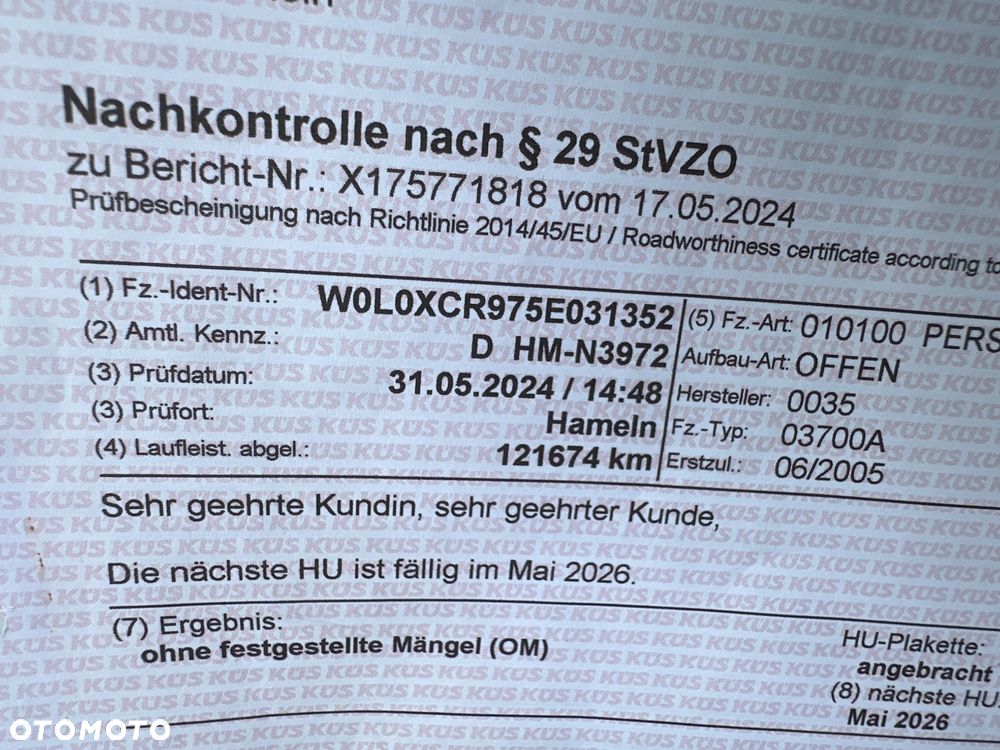 Nachkontrolle nach § 29 StVZO
zu Bericht-Nr.: X175771818 vom 17.05.2024
Prüfbescheinigung nach Richtlinie 2014/45/EU / Roadworthiness certificate according to
(1) Fz.-Ident-Nr.: W0L0XCR975E031352 (5) Fz.-Art: 010100 PERS
(2) Amtl. Kennz.: D HM-N3972 Aufbau-Art: OFFEN
(3) Prüfdatum: 31.05.2024 / 14:48 Hersteller: 0035
(3) Prüfort: Hameln Fz.-Typ: 03700A
(4) Laufleist. abgel.: 121674 km Erstzul.: 06/2005
Sehr geehrte Kundin, sehr geehrter Kunde,
Die nächste HU ist fällig im Mai 2026.
(7) Ergebnis: HU-Plakette:
ohne festgestellte Mängel (OM) angebracht
(8) nächste HU:
Mai 2026
OTOMOTO